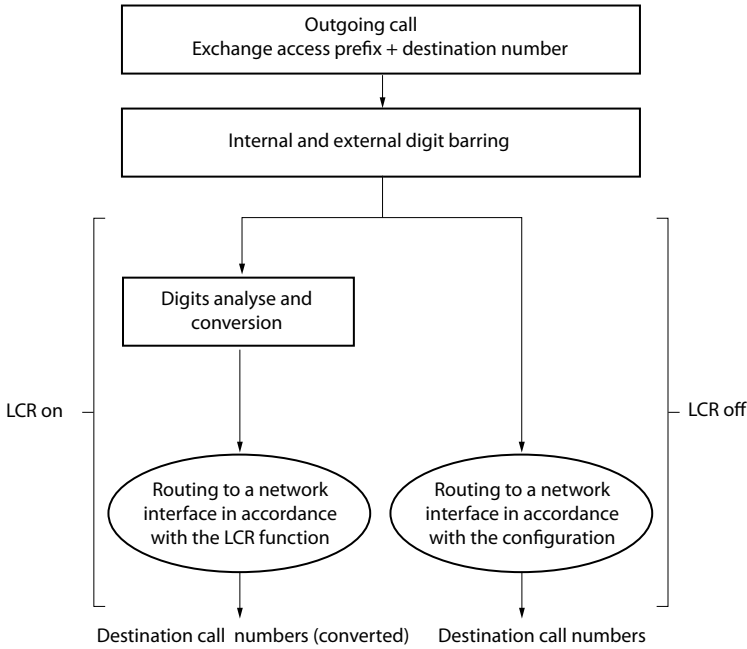 Outgoing call
Exchange access prefix + destination number
Internal and external digit barring
Digits analyse and
conversion
LCR on
LCR off
Routing to a network
interface in accordance
with the LCR function
Routing to a network
interface in accordance
with the configuration
Destination call numbers (converted)
Destination call numbers